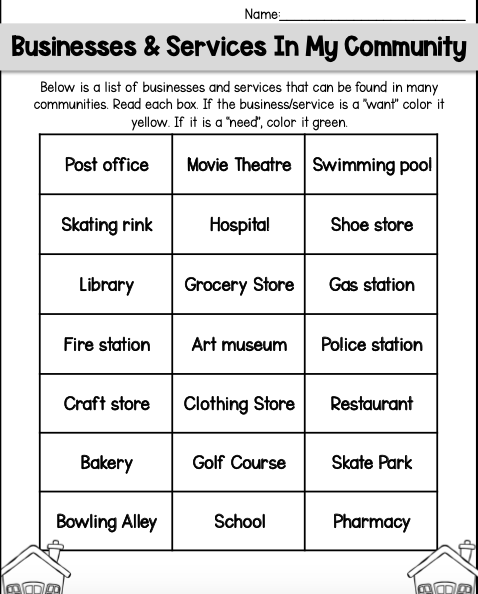 Name:
Businesses & Services In My Community
Below is a list of businesses and services that can be found in many
communities. Read each box. If the business/service is a "want" color it
yellow. If it is a "need", color it green.
Post office Movie Theatre Swimming pool
Skating rink Hospital Shoe store
Library Grocery Store Gas station
Fire station Art museum Police station
Craft store Clothing Store Restaurant
Bakery Golf Course Skate Park
Bowling Alley School Pharmacy